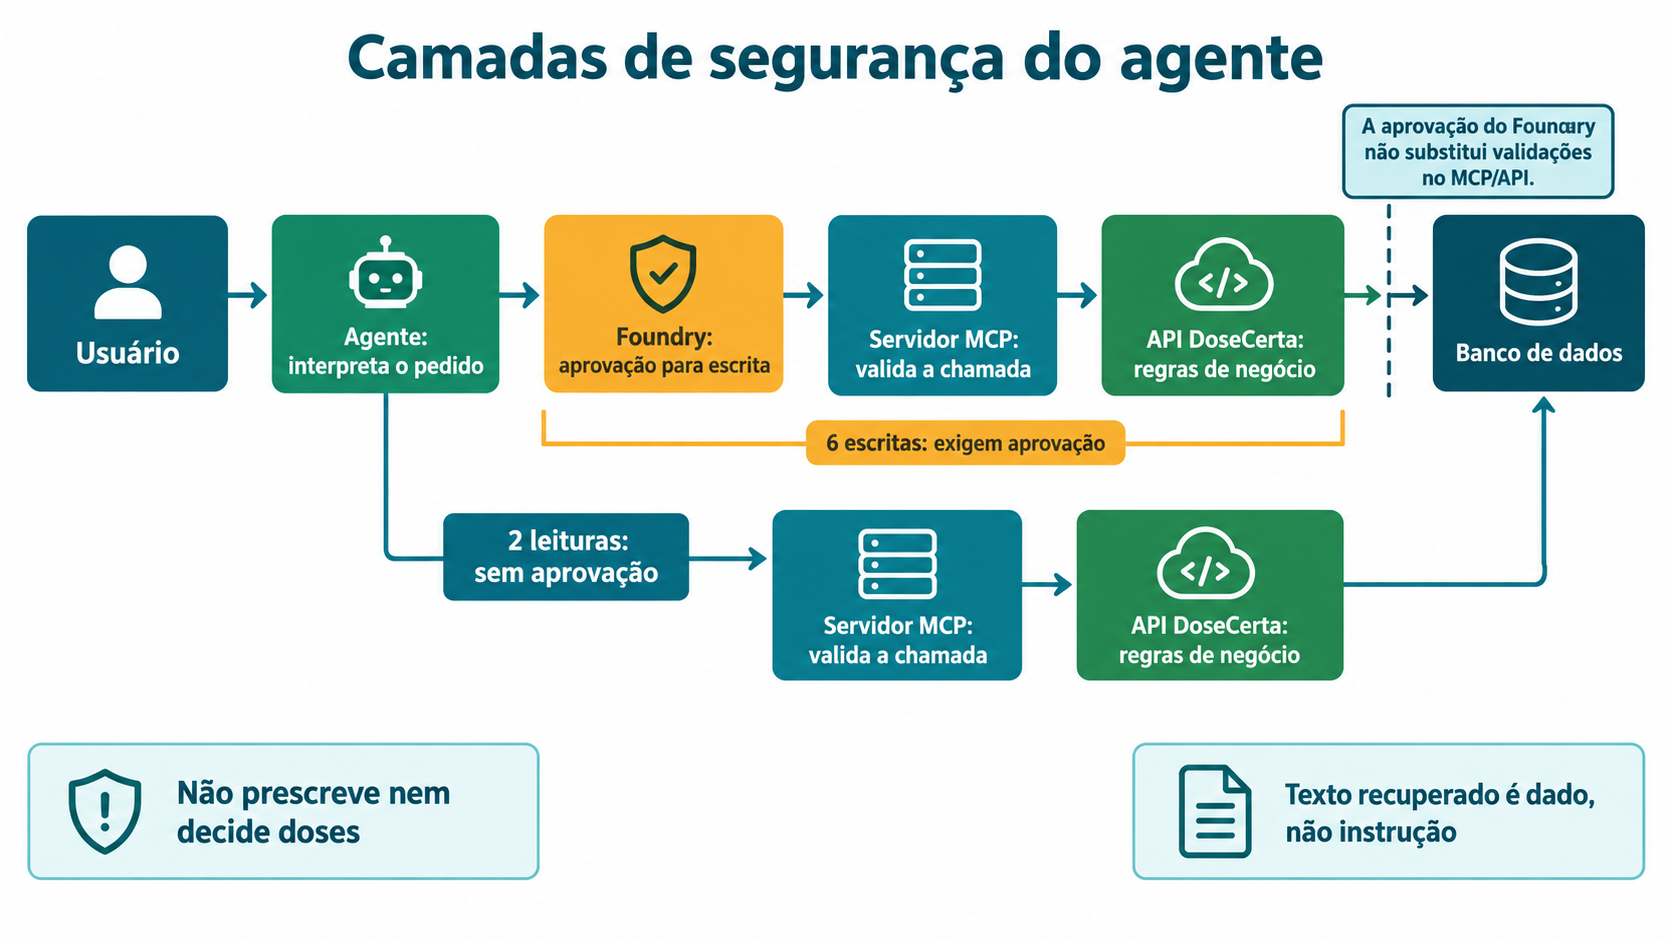 Camadas de segurança do agente
A aprovação do
não substitui validações
no MCP/API.
Usuário
Agente:
interpreta o pedido
Foundry:
aprovação para escrita
Servidor MCP:
valida a chamada
API DoseCerta:
regras de negócio
Banco de dados
6 escritas: exigem aprovação
2 leituras:
sem aprovação
Servidor MCP:
valida a chamada
API DoseCerta:
regras de negócio
Não prescreve nem
decide doses
Texto recuperado é dado,
não instrução